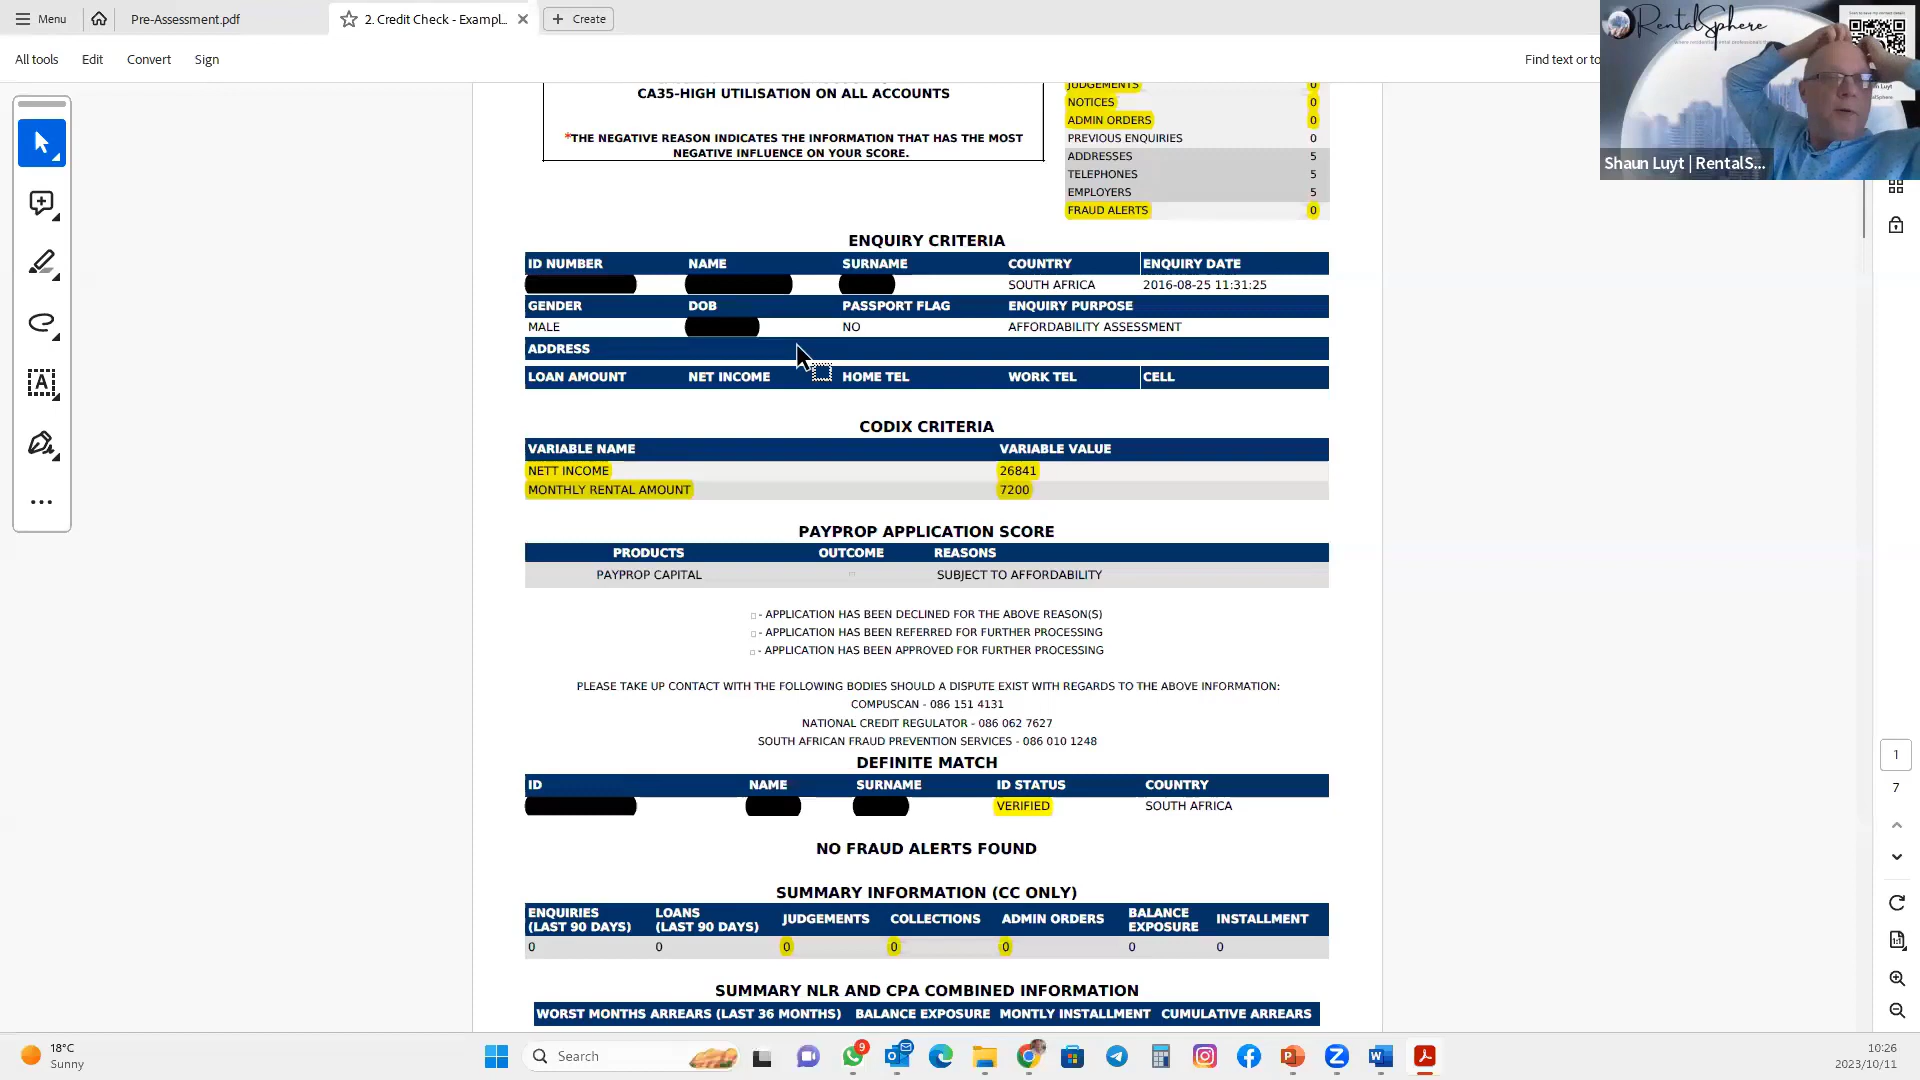 Menu
Pre-Assessment.pdf
2. Credit Check - Exampl...
Create
All tools
Edit
Convert
Sign
Find text or to
RentalSphere
Shaun Luyt | RentalS...
CA35-HIGH UTILISATION ON ALL ACCOUNTS
*THE NEGATIVE REASON INDICATES THE INFORMATION THAT HAS THE MOST
NEGATIVE INFLUENCE ON YOUR SCORE.
JUDGEMENTS 0
NOTICES 0
ADMIN ORDERS 0
PREVIOUS ENQUIRIES 0
ADDRESSES 5
TELEPHONES 5
EMPLOYERS 5
FRAUD ALERTS 0
ENQUIRY CRITERIA
ID NUMBER NAME SURNAME COUNTRY ENQUIRY DATE
SOUTH AFRICA 2016-08-25 11:31:25
GENDER DOB PASSPORT FLAG ENQUIRY PURPOSE
MALE NO AFFORDABILITY ASSESSMENT
ADDRESS
LOAN AMOUNT NET INCOME HOME TEL WORK TEL CELL
CODIX CRITERIA
VARIABLE NAME VARIABLE VALUE
NETT INCOME 26841
MONTHLY RENTAL AMOUNT 7200
PAYPROP APPLICATION SCORE
PRODUCTS OUTCOME REASONS
PAYPROP CAPITAL SUBJECT TO AFFORDABILITY
- APPLICATION HAS BEEN DECLINED FOR THE ABOVE REASON(S)
- APPLICATION HAS BEEN REFERRED FOR FURTHER PROCESSING
- APPLICATION HAS BEEN APPROVED FOR FURTHER PROCESSING
PLEASE TAKE UP CONTACT WITH THE FOLLOWING BODIES SHOULD A DISPUTE EXIST WITH REGARDS TO THE ABOVE INFORMATION:
COMPUSCAN - 086 151 4131
NATIONAL CREDIT REGULATOR - 086 062 7627
SOUTH AFRICAN FRAUD PREVENTION SERVICES - 086 010 1248
DEFINITE MATCH
ID NAME SURNAME ID STATUS COUNTRY
VERIFIED SOUTH AFRICA
NO FRAUD ALERTS FOUND
SUMMARY INFORMATION (CC ONLY)
ENQUIRIES (LAST 90 DAYS) LOANS (LAST 90 DAYS) JUDGEMENTS COLLECTIONS ADMIN ORDERS BALANCE EXPOSURE INSTALLMENT
0 0 0 0 0 0 0
SUMMARY NLR AND CPA COMBINED INFORMATION
WORST MONTHS ARREARS (LAST 36 MONTHS) BALANCE EXPOSURE MONTLY INSTALLMENT CUMULATIVE ARREARS
1
7
18°C
Sunny
Search
9
10:26
2023/10/11